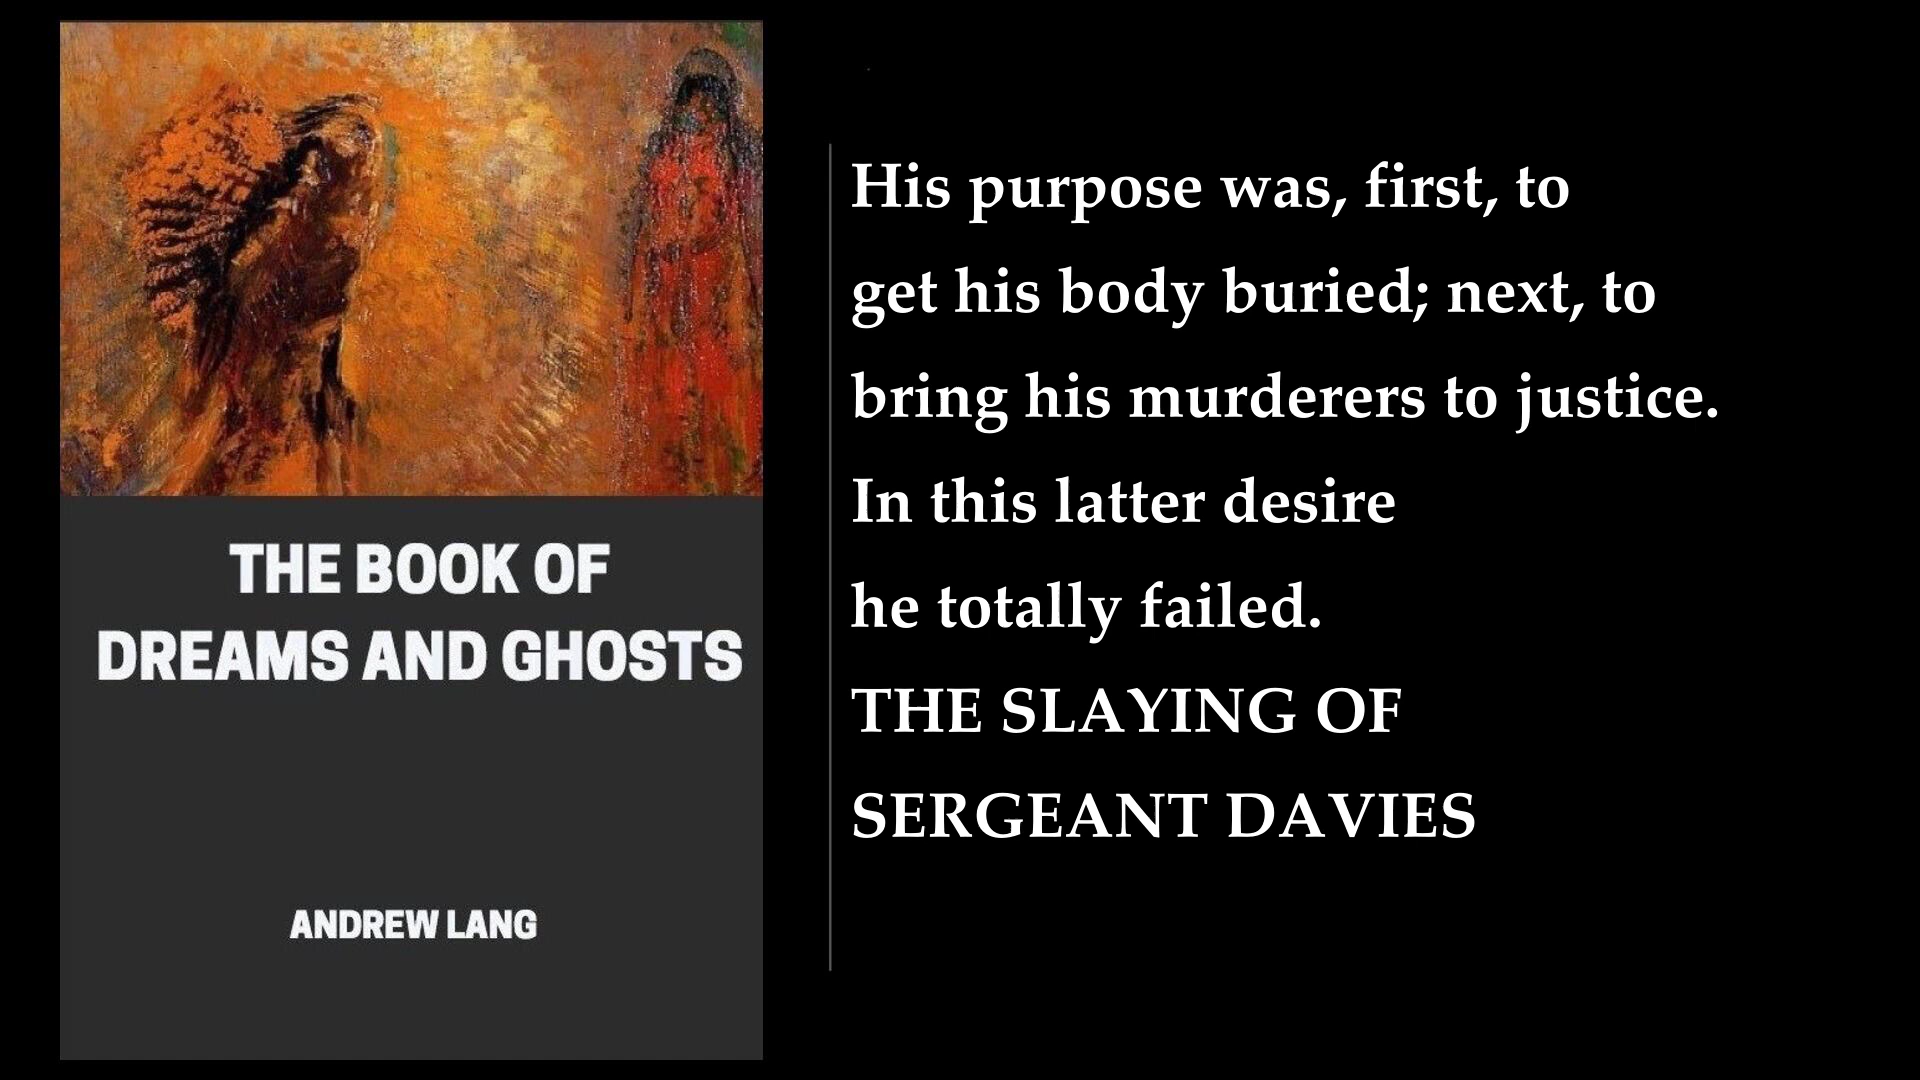 THE BOOK OF
DREAMS AND GHOSTS
ANDREW LANG
His purpose was, first, to
get his body buried; next, to
bring his murderers to justice.
In this latter desire
he totally failed.
THE SLAYING OF
SERGEANT DAVIES